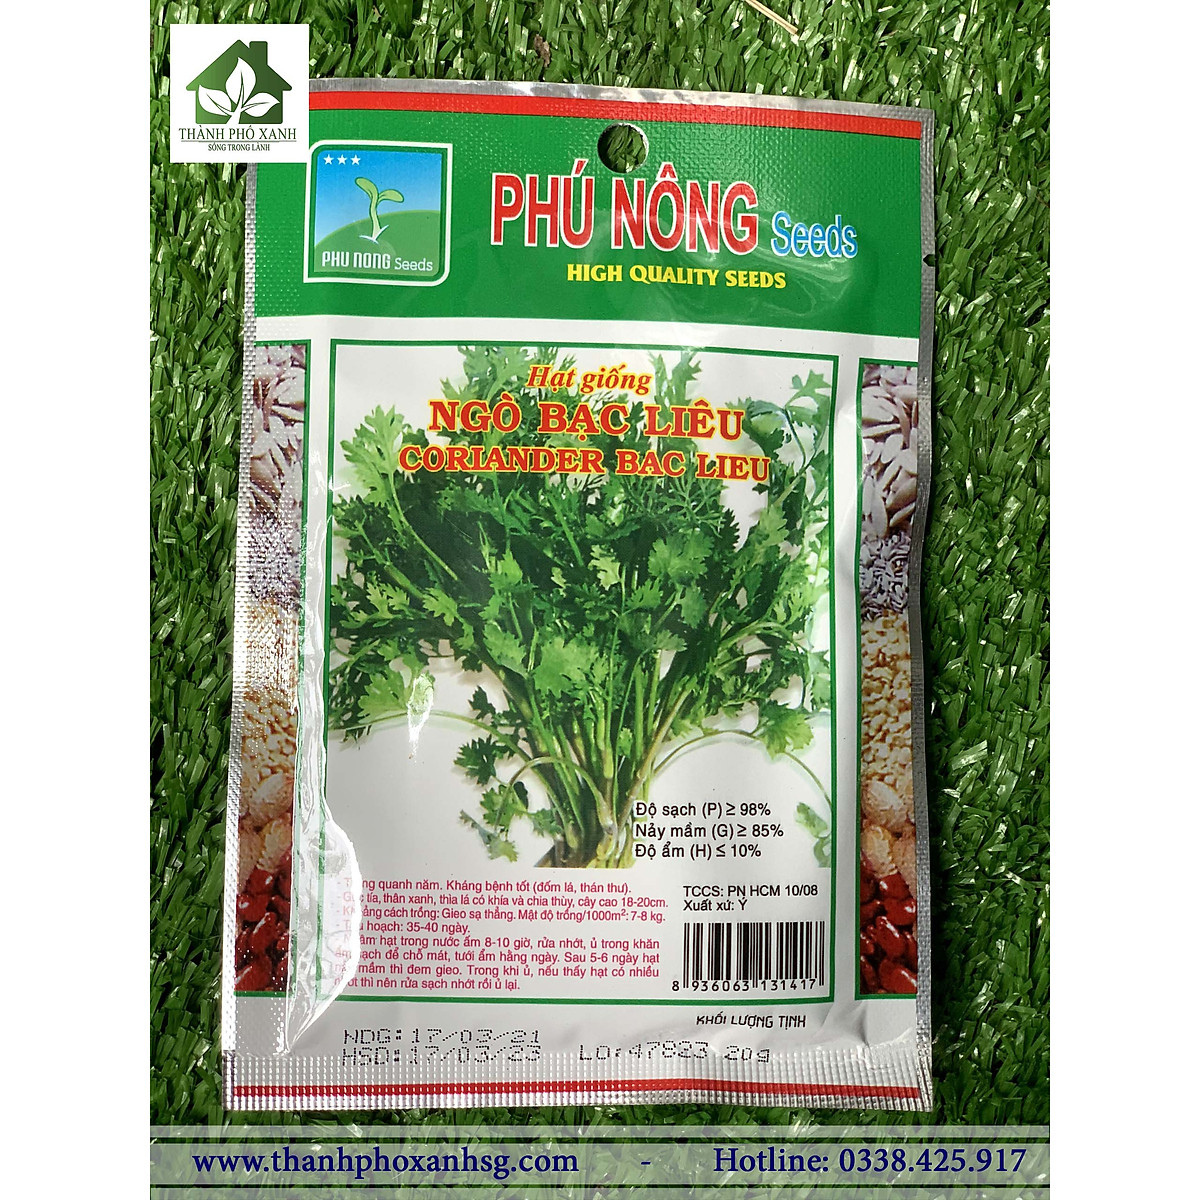 THÀNH PHỐ XANH
SỐNG TRONG LÀNH
PHU NONG Seeds
PHÚ NÔNG Seeds
HIGH QUALITY SEEDS
Hạt giống
NGÒ BẠC LIÊU
CORIANDER BAC LIEU
Độ sạch (P) ≥ 98%
Nảy mầm (G) ≥ 85%
Độ ẩm (H) ≤ 10%
quanh năm. Kháng bệnh tốt (đốm lá, thán thư).
tía, thân xanh, thìa lá có khía và chia thùy, cây cao 18-20cm.
cách trồng: Gieo sạ thẳng. Mật độ trồng/1000m²: 7-8 kg.
hoạch: 35-40 ngày.
hạt trong nước ấm 8-10 giờ, rửa nhớt, ủ trong khăn
để chỗ mát, tưới ẩm hằng ngày. Sau 5-6 ngày hạt
mầm thì đem gieo. Trong khi ủ, nếu thấy hạt có nhiều
thì nên rửa sạch nhớt rồi ủ lại.
TCCS: PN HCM 10/08
Xuất xứ: Ý
8 936063 131417
KHỐI LƯỢNG TỊNH
NDG:17/03/21
HSD:17/03/23 LO:47823 20g
www.thanhphoxanhsg.com - Hotline: 0338.425.917